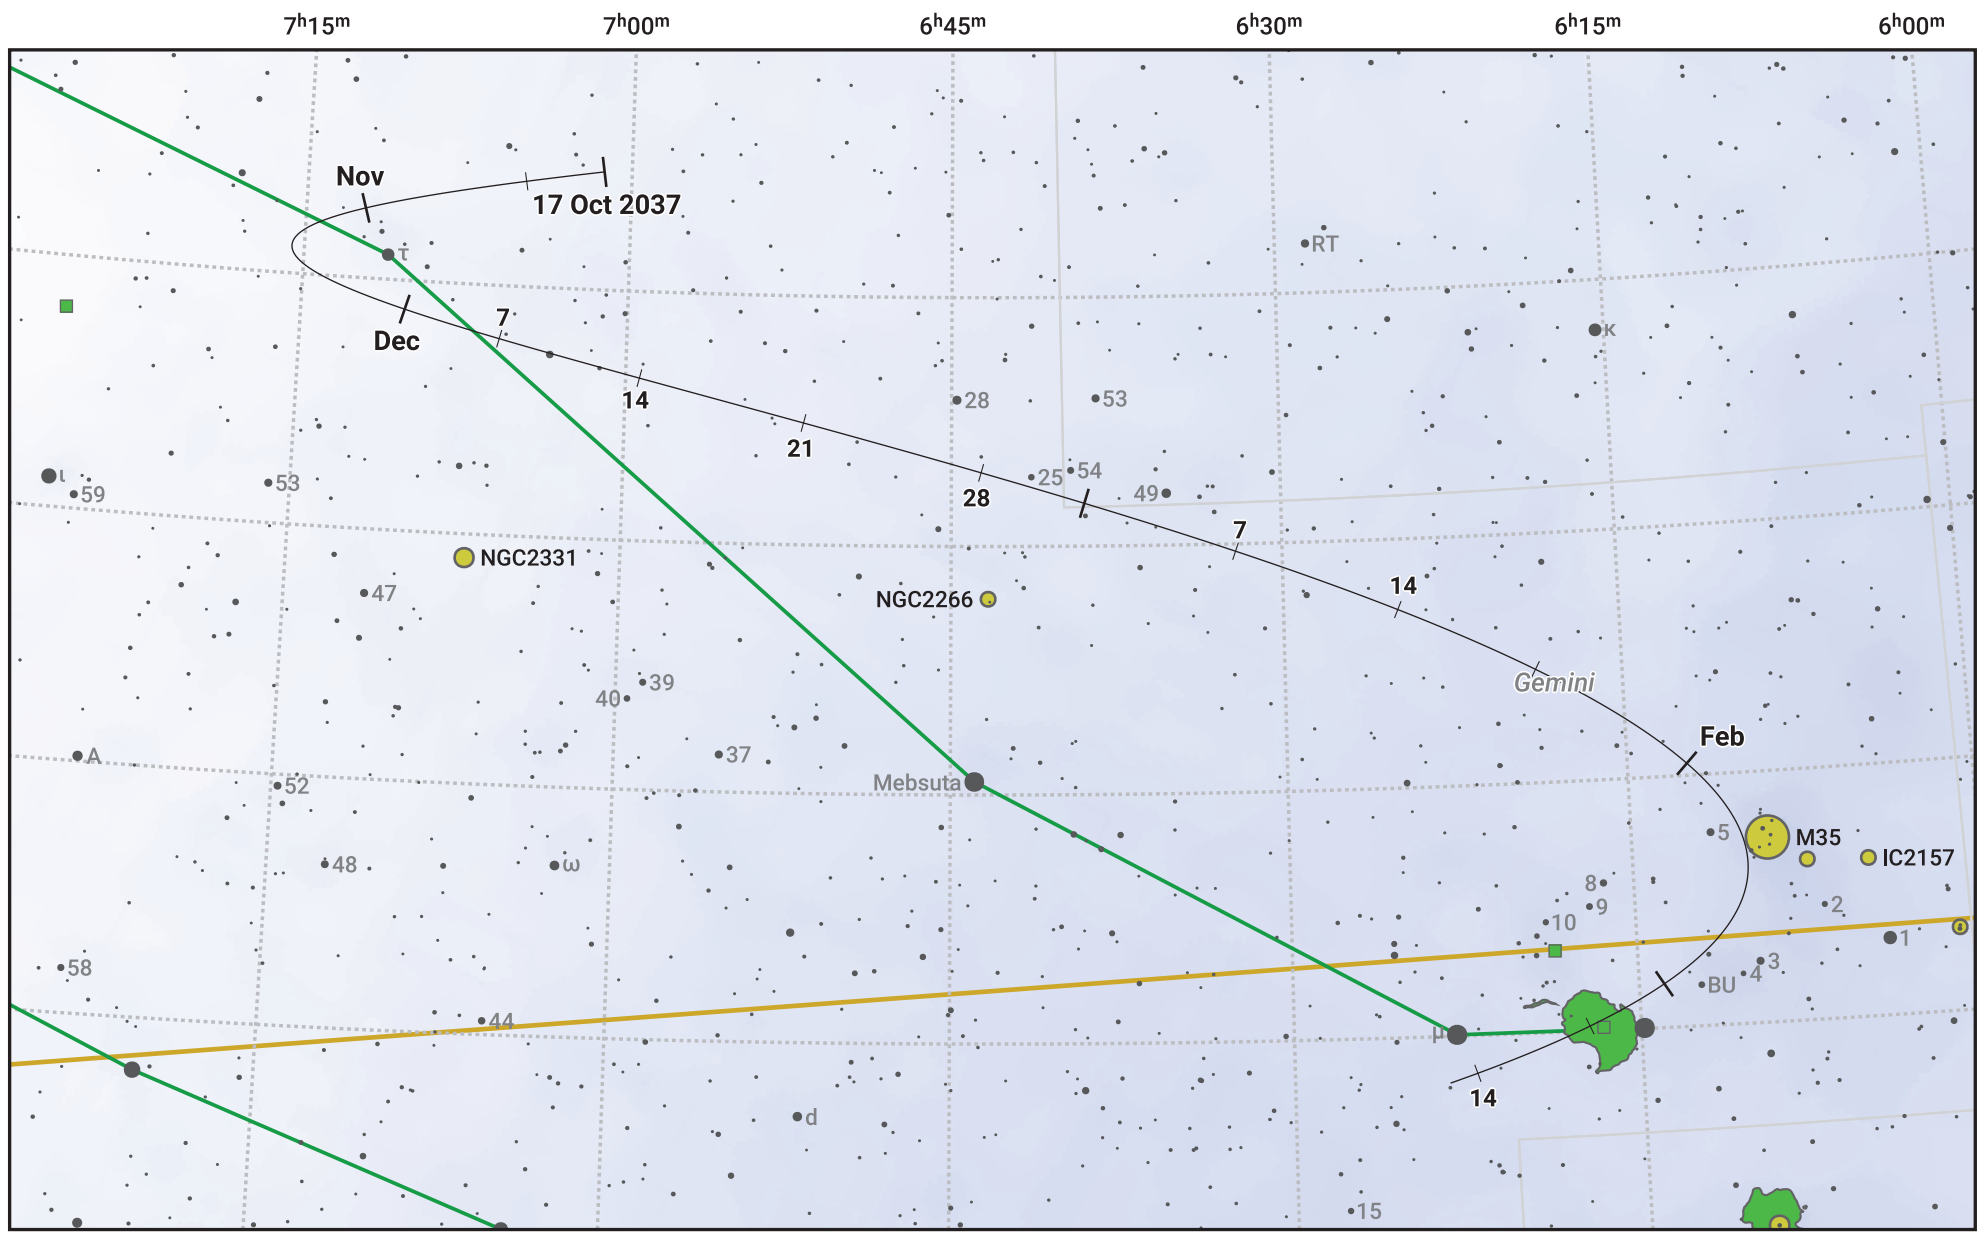 7h15m 7h00m 6h45m 6h30m 6h15m 6h00m
Nov
17 Oct 2037
τ
RT
Dec
7
κ
14
28
53
21
ι
59
53
28
25
54
49
7
NGC2331
14
47
NGC2266
Gemini
40
39
Feb
A
37
52
Mebsuta
5
M35
IC2157
48
ω
8
9
2
10
1
58
3
4
BU
44
μ
14
d
15